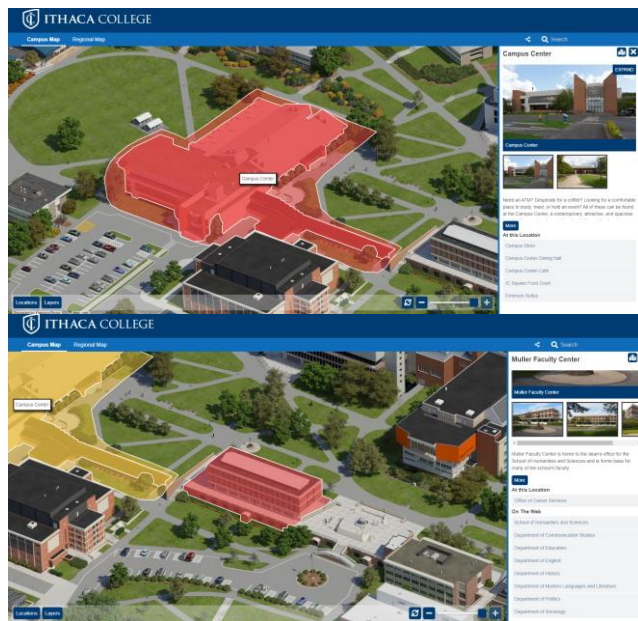 ITHACA COLLEGE
Campus Map Regional Map
Search
Campus Center
EXPAND
Campus Center
Campus Center
Need an ATM? Desperate for a coffee? Looking for a comfortable
place to study, meet, or hold an event? All of these can be found
at the Campus Center, a contemporary, attractive, and spacious
More
At this Location
Campus Store
Campus Center Dining Hall
Campus Center Café
IC Square Food Court
Emerson Suites
Locations Layers
ITHACA COLLEGE
Campus Map Regional Map
Search
Muller Faculty Center
Campus Center
Muller Faculty Center
Muller Faculty Center is home to the dean's office for the
School of Humanities and Sciences and is home base for
many of the school's faculty.
More
At this Location
Office of Career Services
On The Web
School of Humanities and Sciences
Department of Communication Studies
Department of Education
Department of English
Department of History
Department of Modern Languages and Literature
Department of Politics
Department of Sociology
Locations Layers